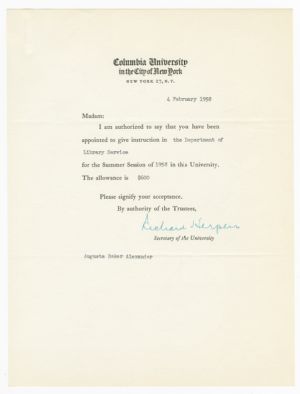 Columbia University
in the City of New York
NEW YORK 27, N.Y.
4 February 1958
Madam:
I am authorized to say that you have been
appointed to give instruction in the Department of
Library Service
for the Summer Session of 1958 in this University.
The allowance is $600
Please signify your acceptance.
By authority of the Trustees,
Richard Herpers
Secretary of the University
Augusta Baker Alexander